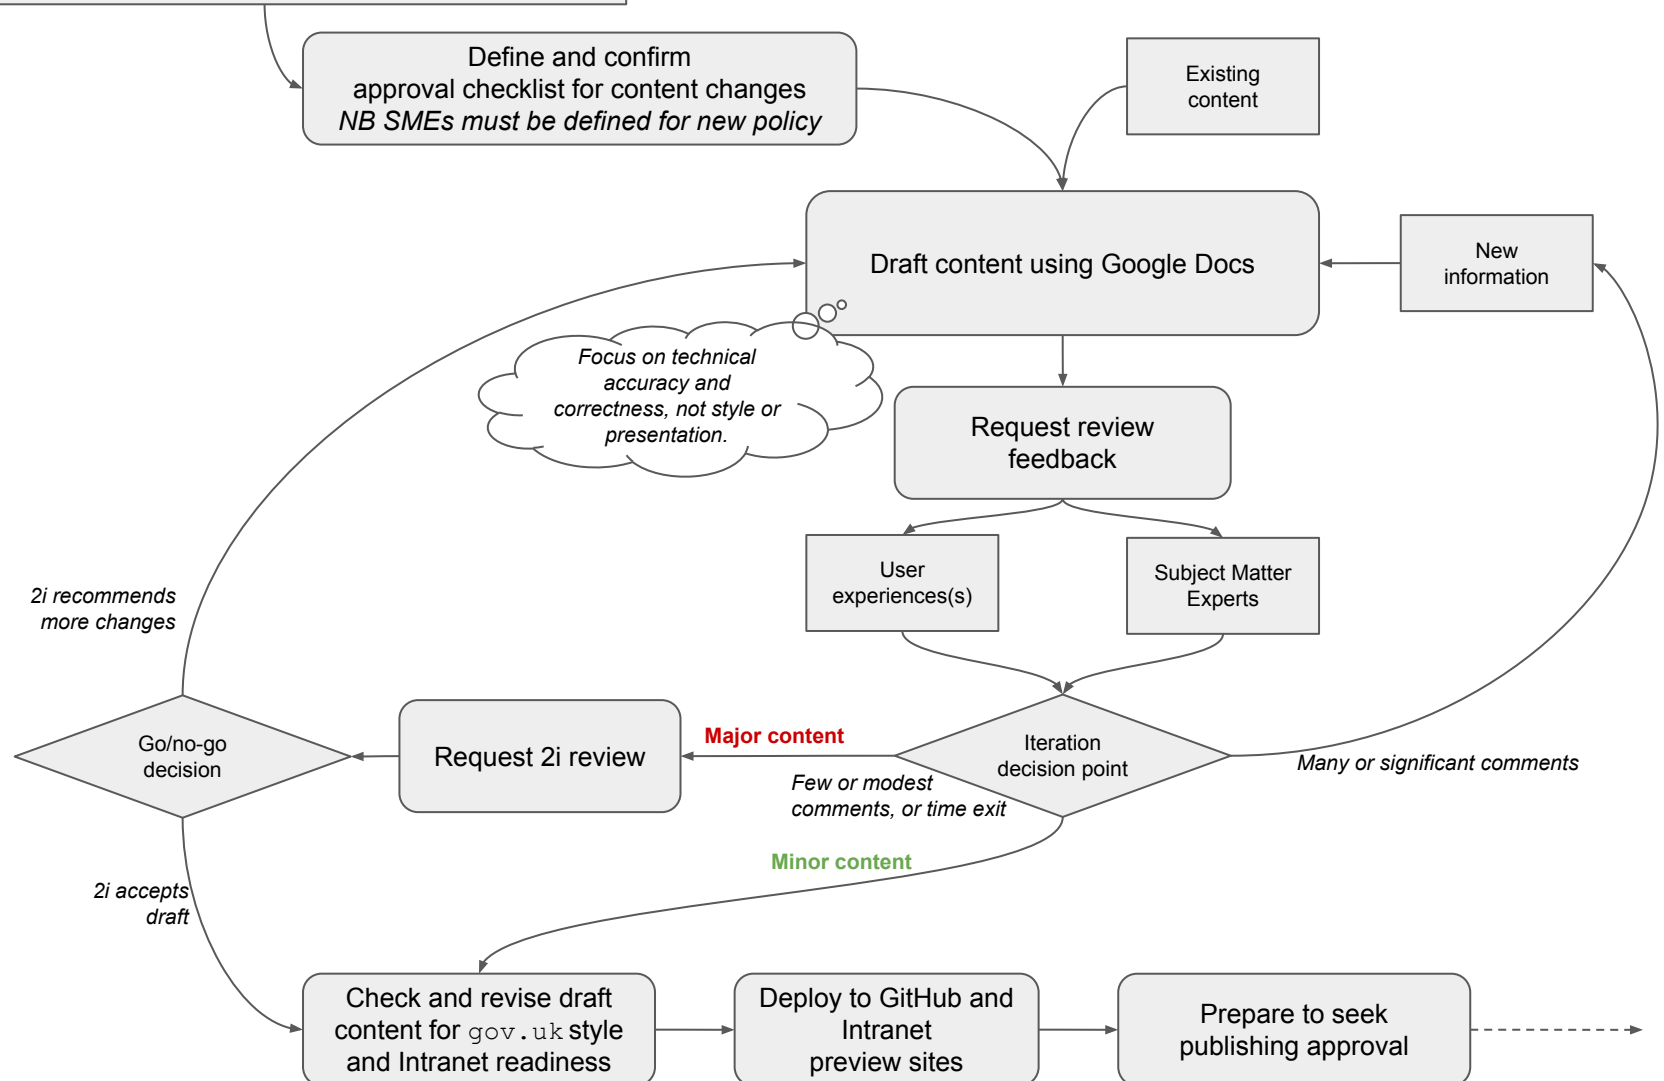 Define and confirm
approval checklist for content changes
NB SMEs must be defined for new policy
Existing
content
Draft content using Google Docs
New
information
Focus on technical
accuracy and
correctness, not style or
presentation.
Request review
feedback
User
experiences(s)
Subject Matter
Experts
2i recommends
more changes
Go/no-go
decision
Request 2i review
Major content
Few or modest
comments, or time exit
Iteration
decision point
Many or significant comments
Minor content
2i accepts
draft
Check and revise draft
content for gov.uk style
and Intranet readiness
Deploy to GitHub and
Intranet
preview sites
Prepare to seek
publishing approval